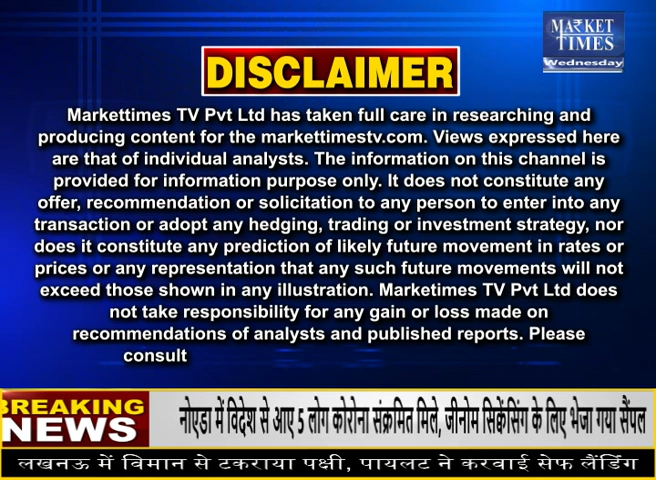 MARKET
TIMES
Wednesday
DISCLAIMER
Markettimes TV Pvt Ltd has taken full care in researching and
producing content for the markettimestv.com. Views expressed here
are that of individual analysts. The information on this channel is
provided for information purpose only. It does not constitute any
offer, recommendation or solicitation to any person to enter into any
transaction or adopt any hedging, trading or investment strategy, nor
does it constitute any prediction of likely future movement in rates or
prices or any representation that any such future movements will not
exceed those shown in any illustration. Marketimes TV Pvt Ltd does
not take responsibility for any gain or loss made on
recommendations of analysts and published reports. Please
consult
BREAKING
NEWS
नोएडा में विदेश से आए 5 लोग कोरोना संक्रमित मिले, जीनोम सिक्वेंसिंग के लिए भेजा गया सैंपल
लखनऊ में विमान से टकराया पक्षी, पायलट ने करवाई सेफ लैंडिंग